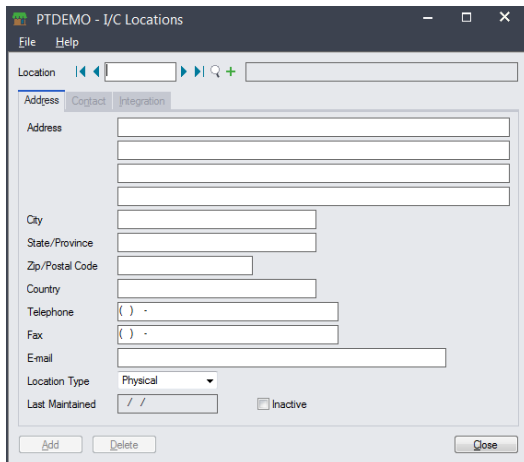 PTDEMO - I/C Locations
File Help
Location
Address Contact Integration
Address
City
State/Province
Zip/Postal Code
Country
Telephone ( ) -
Fax ( ) -
E-mail
Location Type Physical
Last Maintained / / Inactive
Add Delete Close